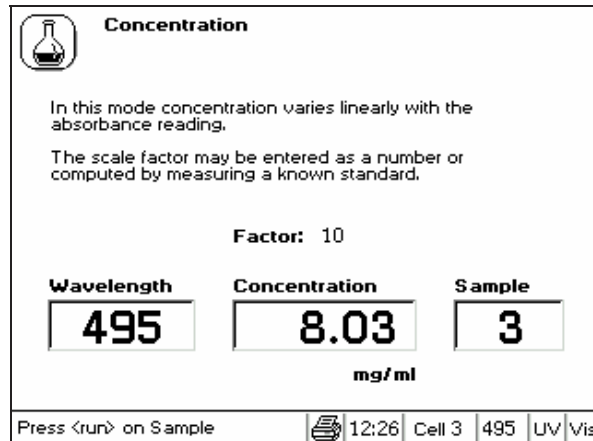 Concentration
In this mode concentration varies linearly with the
absorbance reading.
The scale factor may be entered as a number or
computed by measuring a known standard.
Factor: 10
Wavelength Concentration Sample
495 8.03 3
mg/ml
Press <run> on Sample 12:26 Cell 3 495 UV Vis